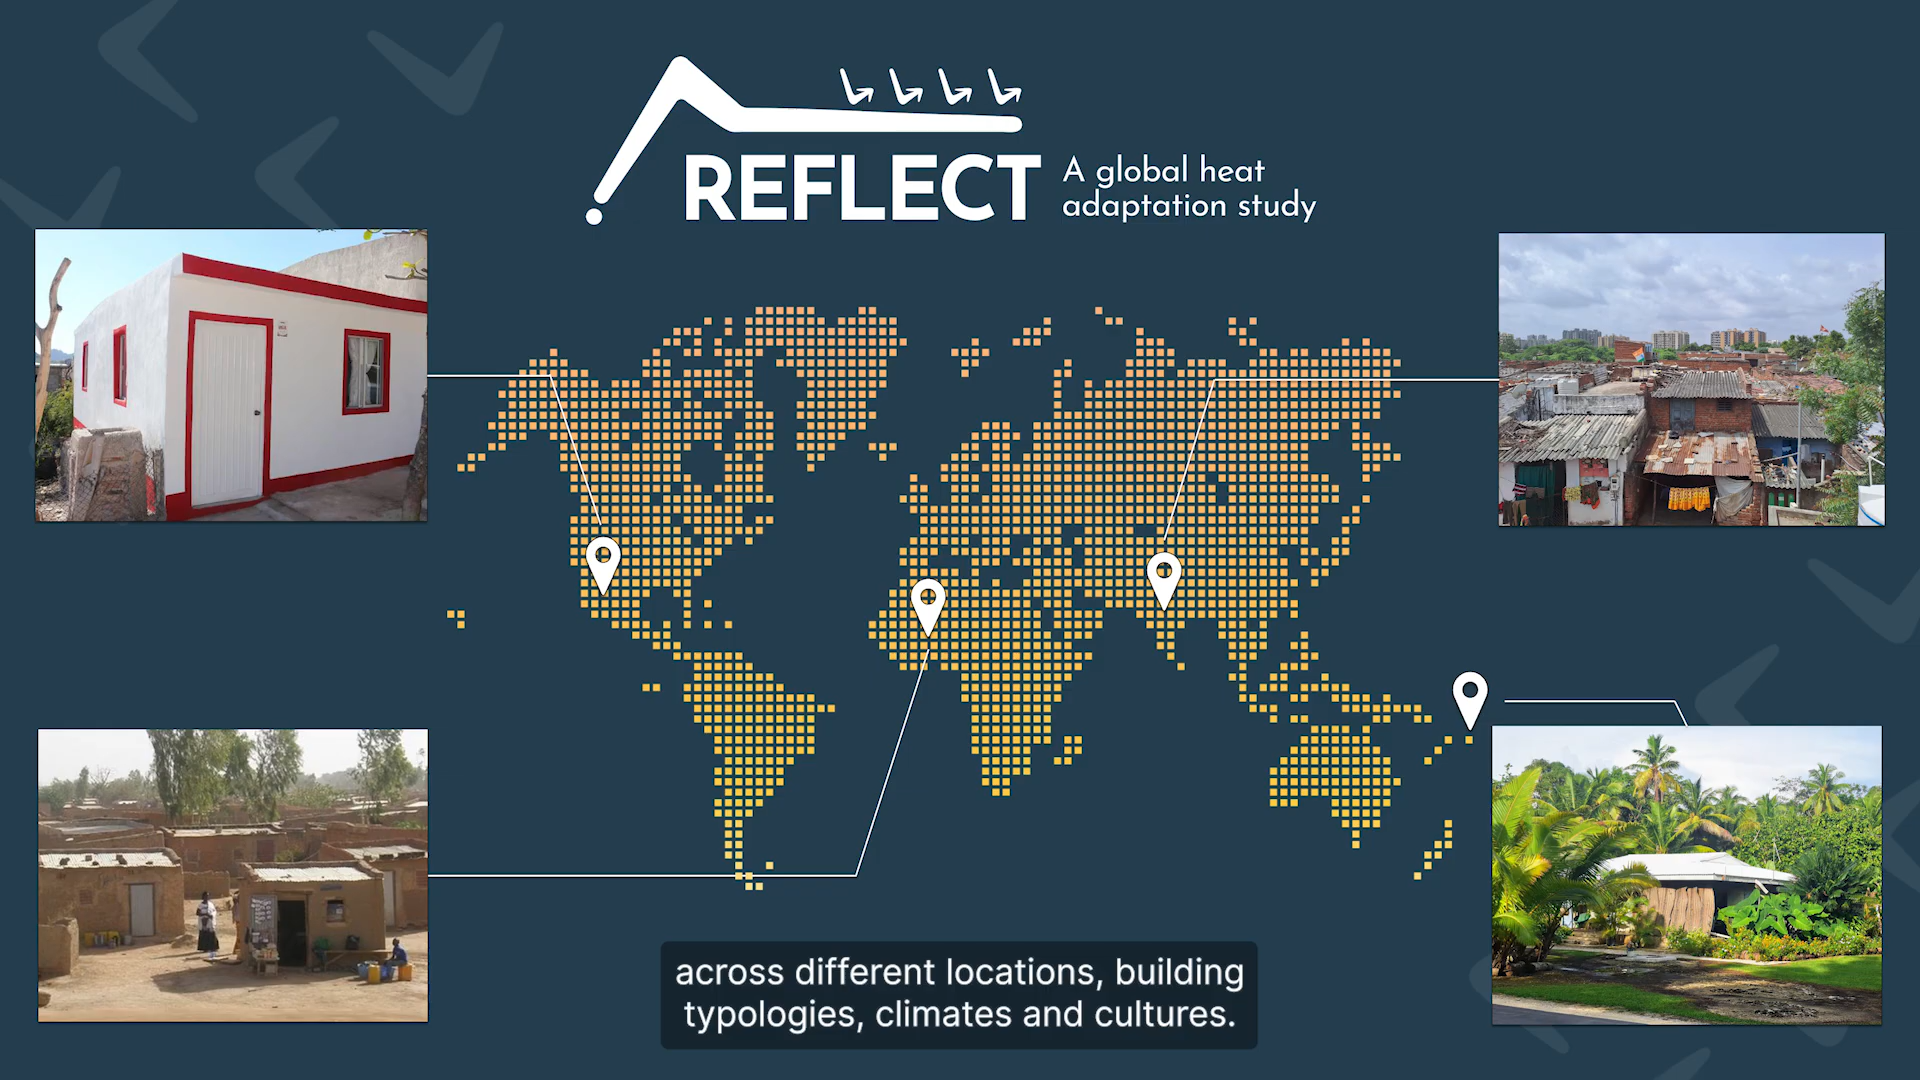 REFLECT
A global heat
adaptation study
across different locations, building
typologies, climates and cultures.